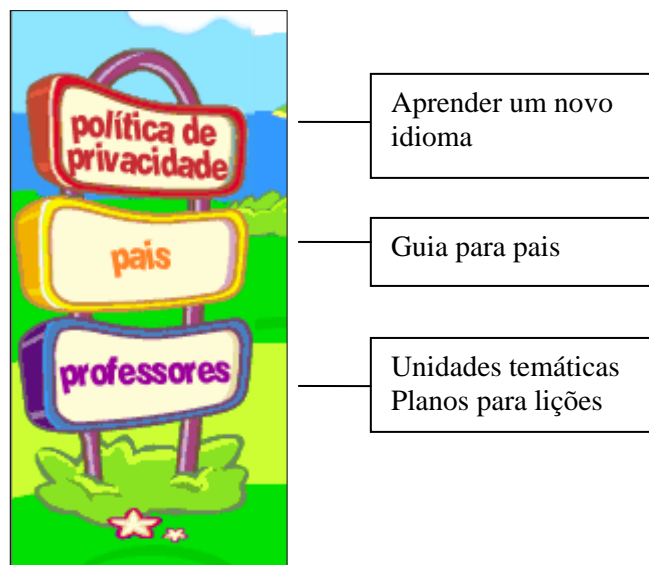 política de
privacidade
Aprender um novo
idioma
pais
Guia para pais
professores
Unidades temáticas
Planos para lições